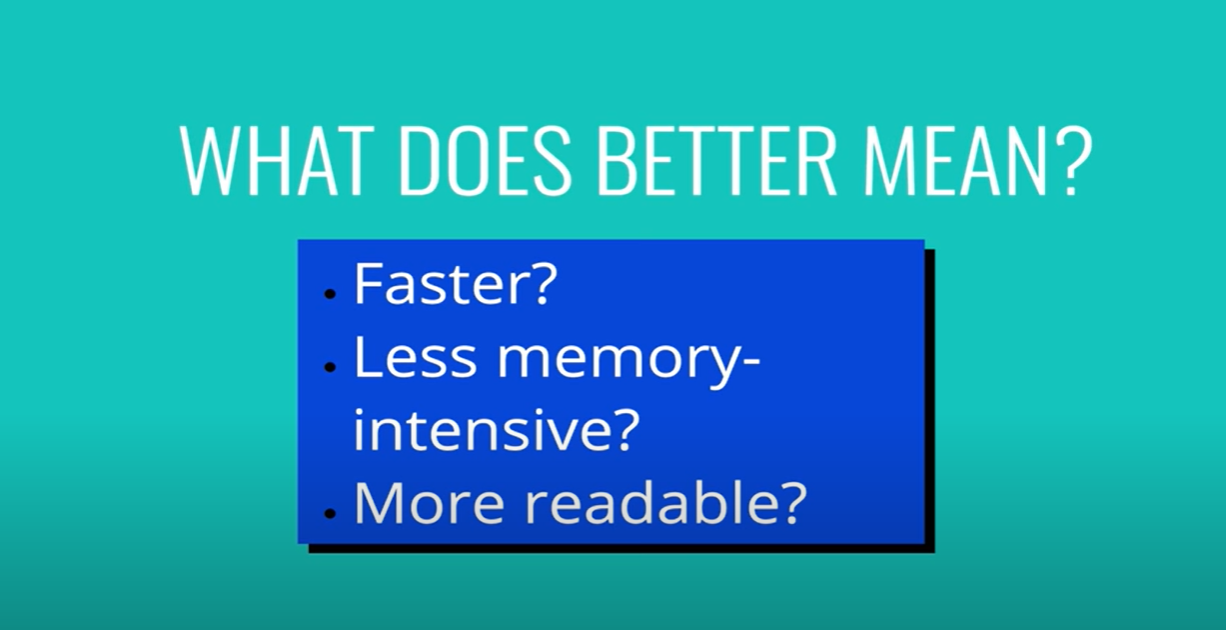 WHAT DOES BETTER MEAN?
• Faster?
• Less memory-
intensive?
• More readable?